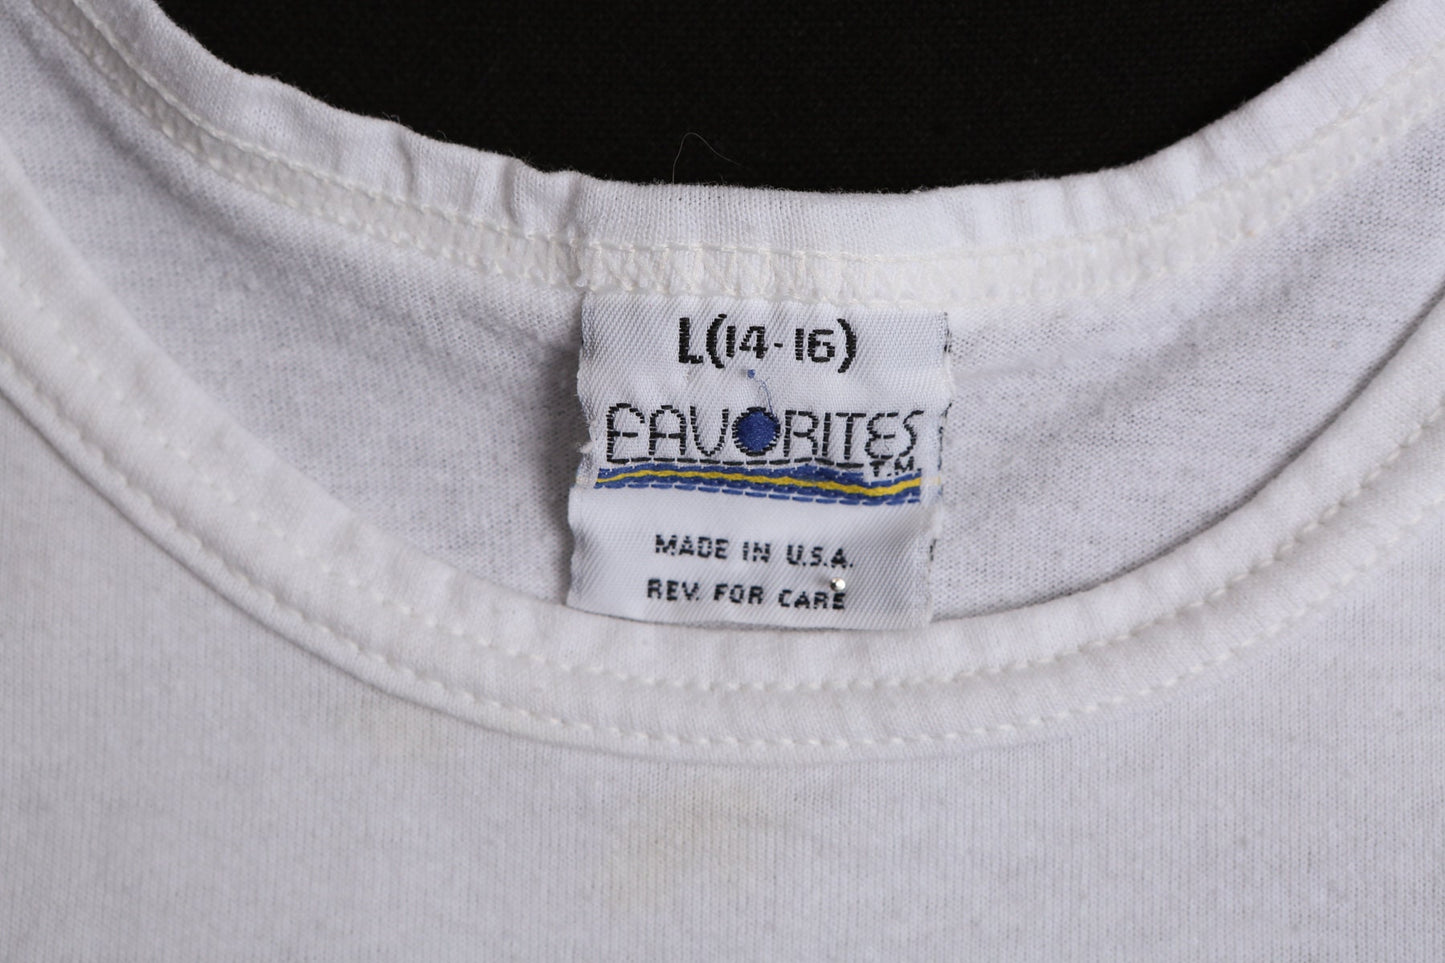 L(14-16)
FAVORITES
T.M.
MADE IN U.S.A.
REV. FOR CARE